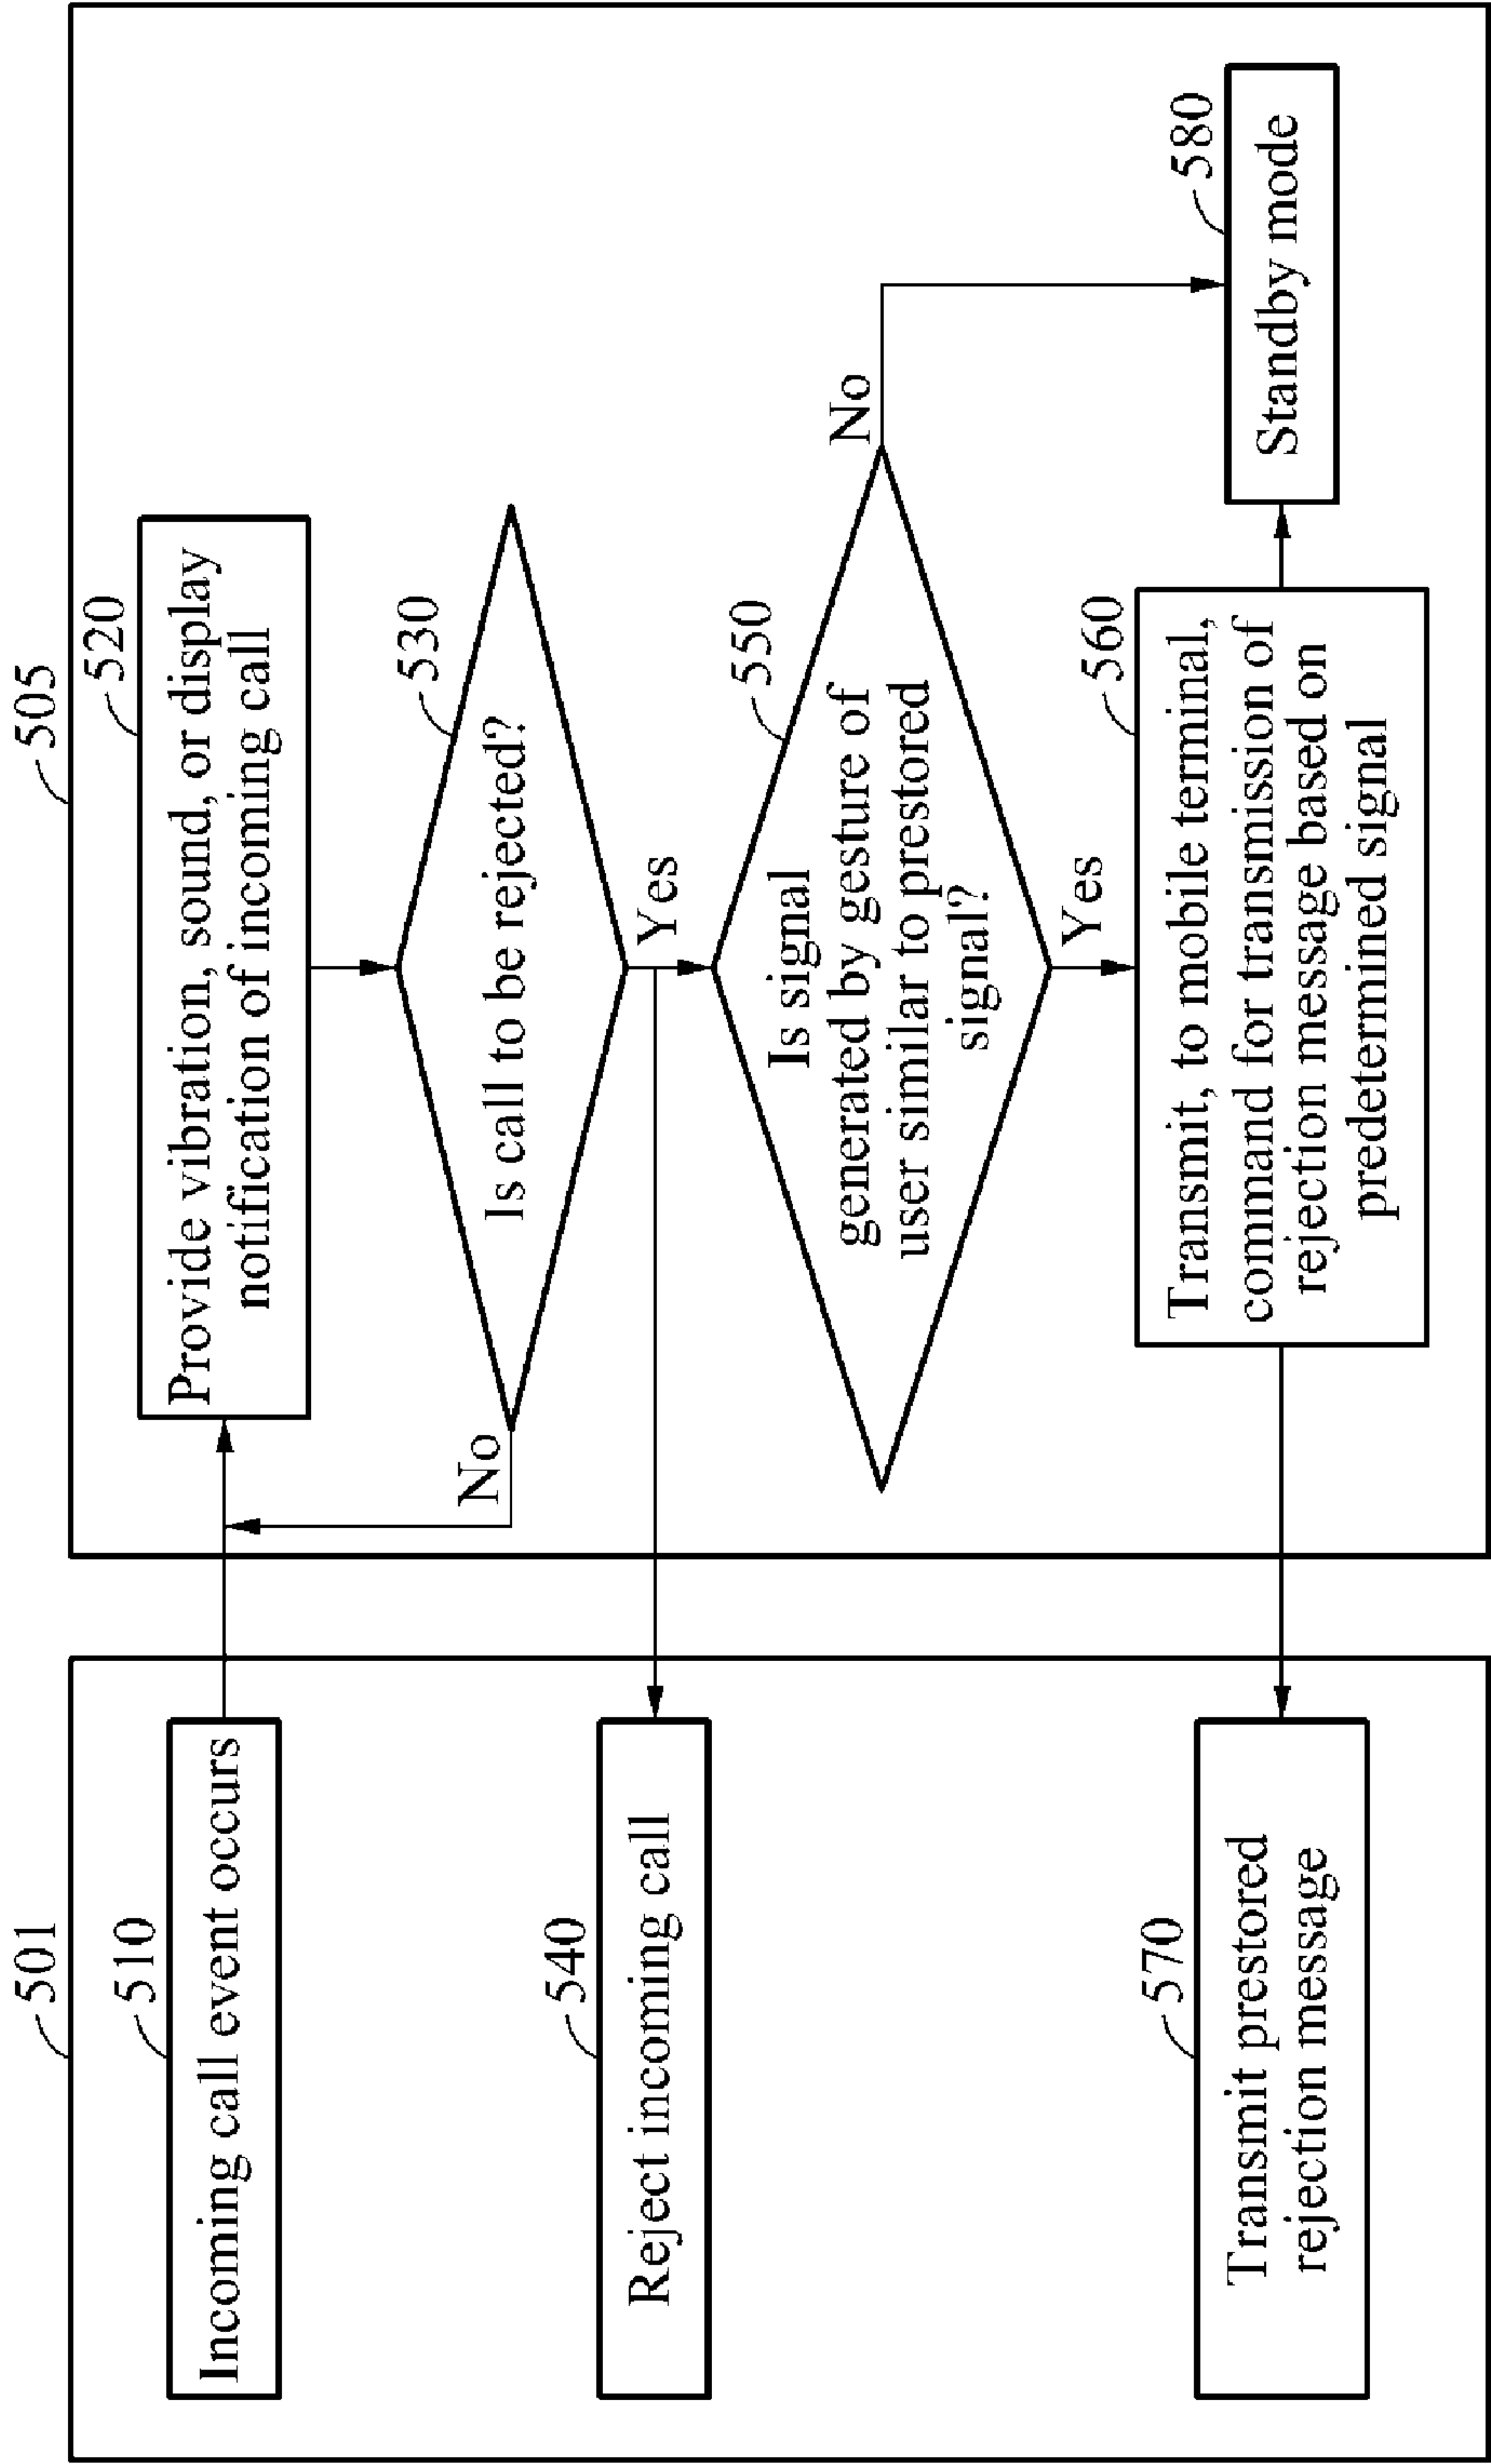 501
510
Incoming call event occurs
540
Reject incoming call
570
Transmit prestored
rejection message
505
520
Provide vibration, sound, or display
notification of incoming call
530
Is call to be rejected?
No
Yes
550
Is signal
generated by gesture of
user similar to prestored
signal?
No
Yes
560
Transmit, to mobile terminal,
command for transmission of
rejection message based on
predetermined signal
580
Standby mode